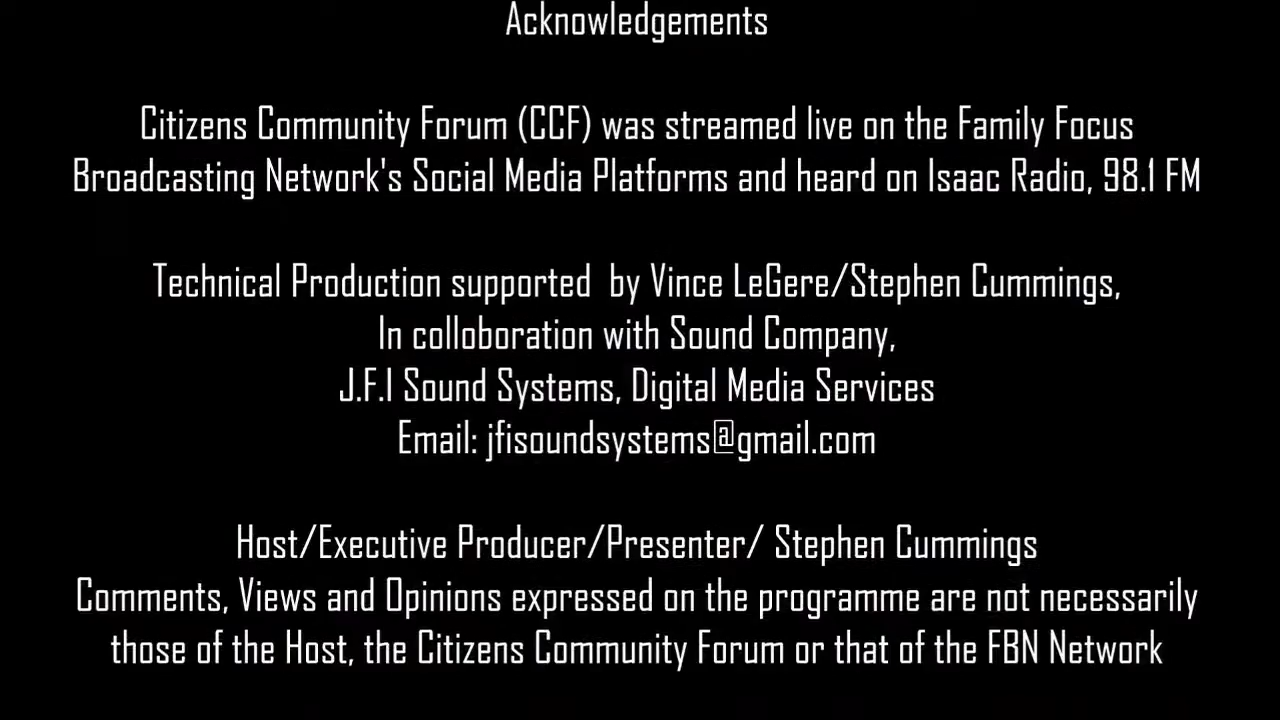 Acknowledgements
Citizens Community Forum (CCF) was streamed live on the Family Focus
Broadcasting Network's Social Media Platforms and heard on Isaac Radio, 98.1 FM
Technical Production supported  by Vince LeGere/Stephen Cummings,
In colloboration with Sound Company,
J.F.I Sound Systems, Digital Media Services
Email: jfisoundsystems@gmail.com
Host/Executive Producer/Presenter/ Stephen Cummings
Comments, Views and Opinions expressed on the programme are not necessarily
those of the Host, the Citizens Community Forum or that of the FBN Network